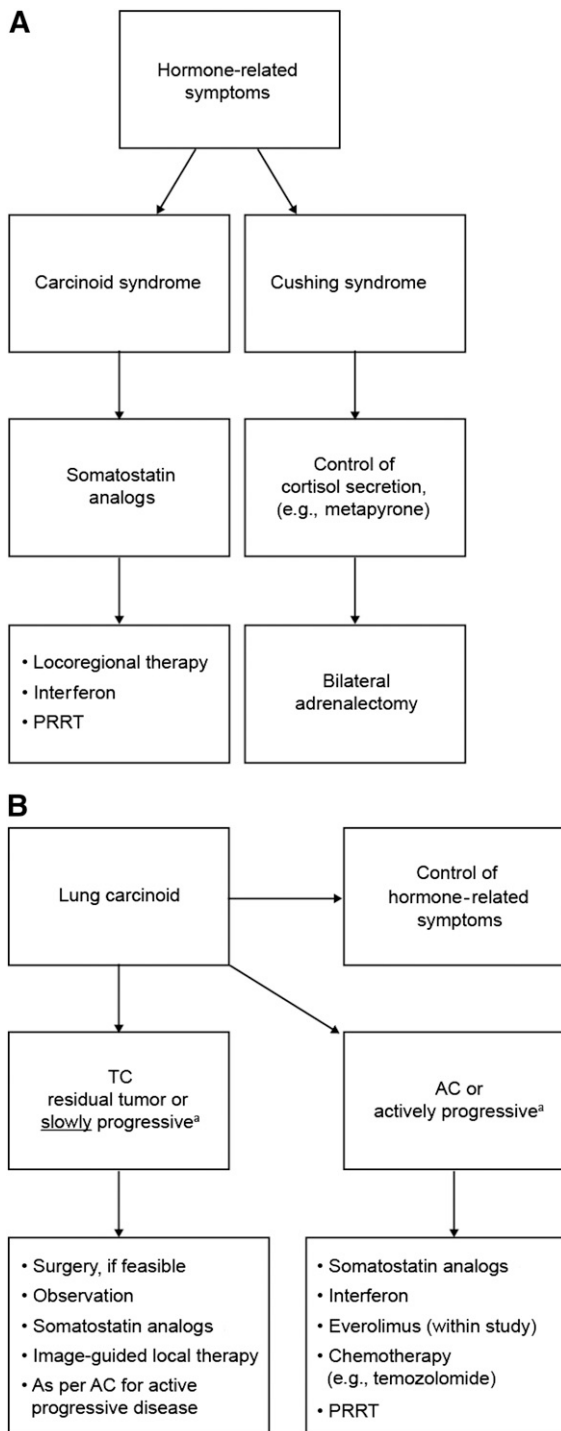 A
Hormone-related
symptoms
Carcinoid syndrome
Cushing syndrome
Somatostatin
analogs
Control of
cortisol secretion,
(e.g., metapyrone)
• Locoregional therapy
• Interferon
• PRRT
Bilateral
adrenalectomy
B
Lung carcinoid
Control of
hormone-related
symptoms
TC
residual tumor or
slowly progressiveᵃ
AC or
actively progressiveᵃ
• Surgery, if feasible
• Observation
• Somatostatin analogs
• Image-guided local therapy
• As per AC for active
progressive disease
• Somatostatin analogs
• Interferon
• Everolimus (within study)
• Chemotherapy
(e.g., temozolomide)
• PRRT